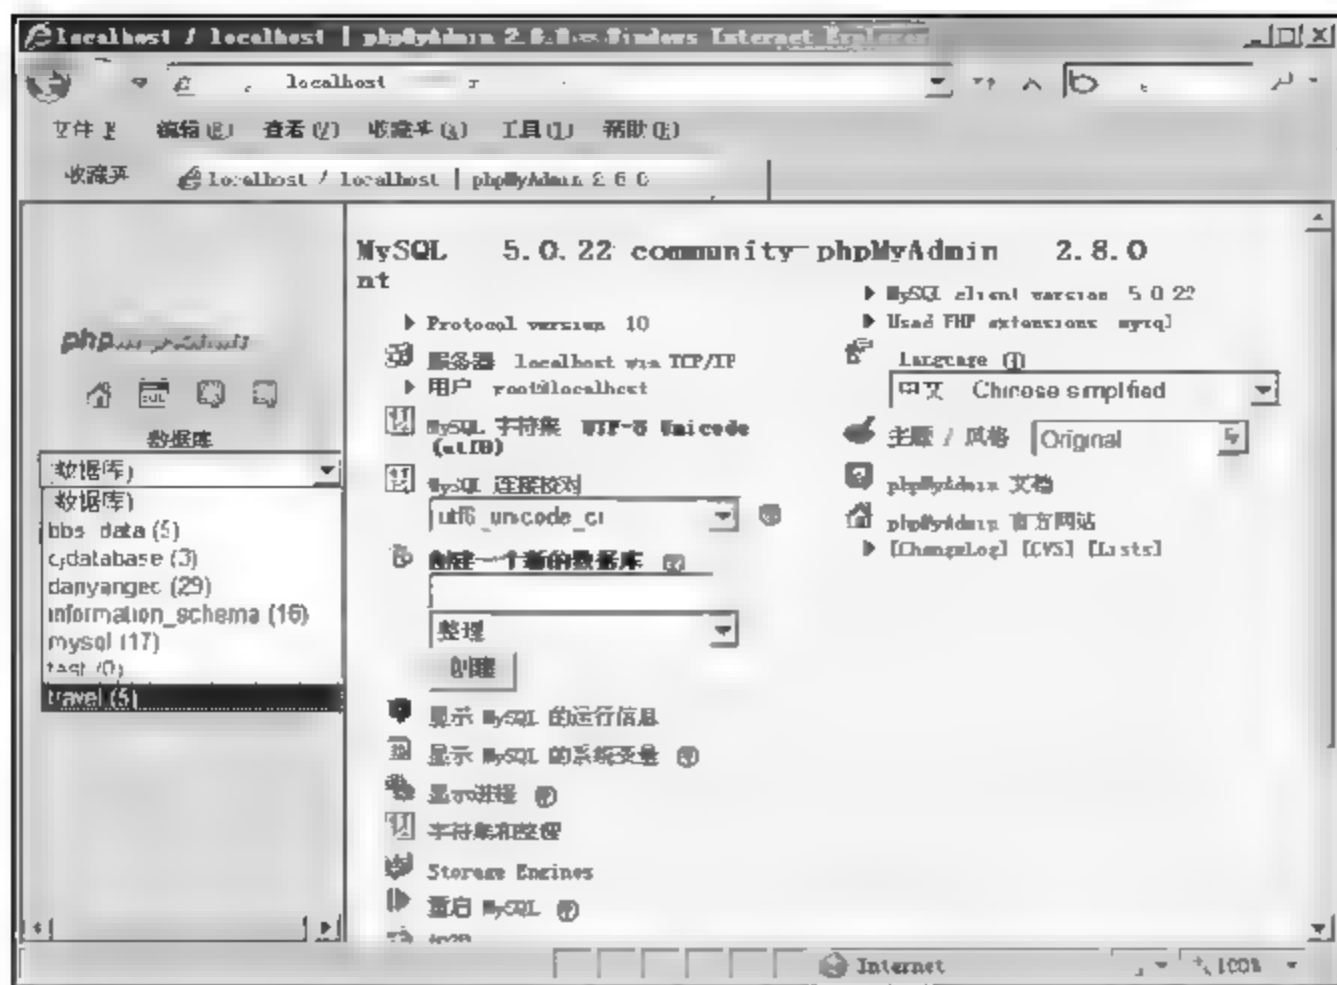 localhost / localhost | phpMyAdmin 2.8.0 - Windows Internet Explorer
localhost
文件 编辑(E) 查看(V) 收藏夹(A) 工具(T) 帮助(H)
收藏夹 localhost / localhost | phpMyAdmin 2.8.0
MySQL 5.0.22 community-
nt
Protocol version 10
服务器 localhost via TCP/IP
用户 root@localhost
MySQL 字符集 UTF-8 Unicode
(utf8)
MySQL 连接校对
utf8_unicode_ci
创建一个新的数据库
整理
创建
显示 MySQL 的运行信息
显示 MySQL 的系统变量
显示进程
字符集和整理
Storage Engines
重启 MySQL
phpMyAdmin 2.8.0
MySQL client version 5.0.22
Used PHP extensions mysql
Language
中文 Chinese simplified
主题 / 风格 Original
phpMyAdmin 文档
phpMyAdmin 官方网站
[ChangeLog] [CVS] [Lists]
php
数据库
数据库)
数据库)
bbs_data (5)
cjdatabase (3)
danyangec (29)
information_schema (16)
mysql (17)
test (0)
travel (5)
Internet
100%